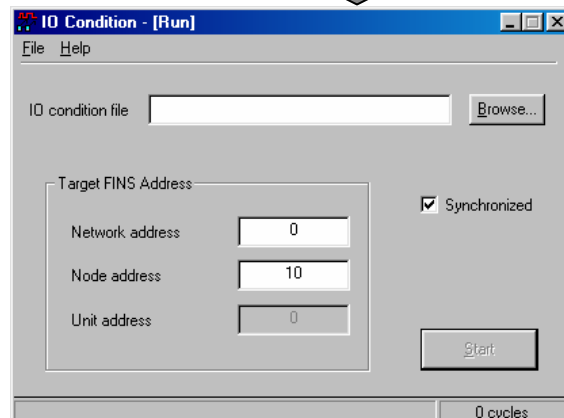 IO Condition - [Run]
File Help
IO condition file
Browse...
Target FINS Address
Synchronized
Network address 0
Node address 10
Unit address 0
Start
0 cycles